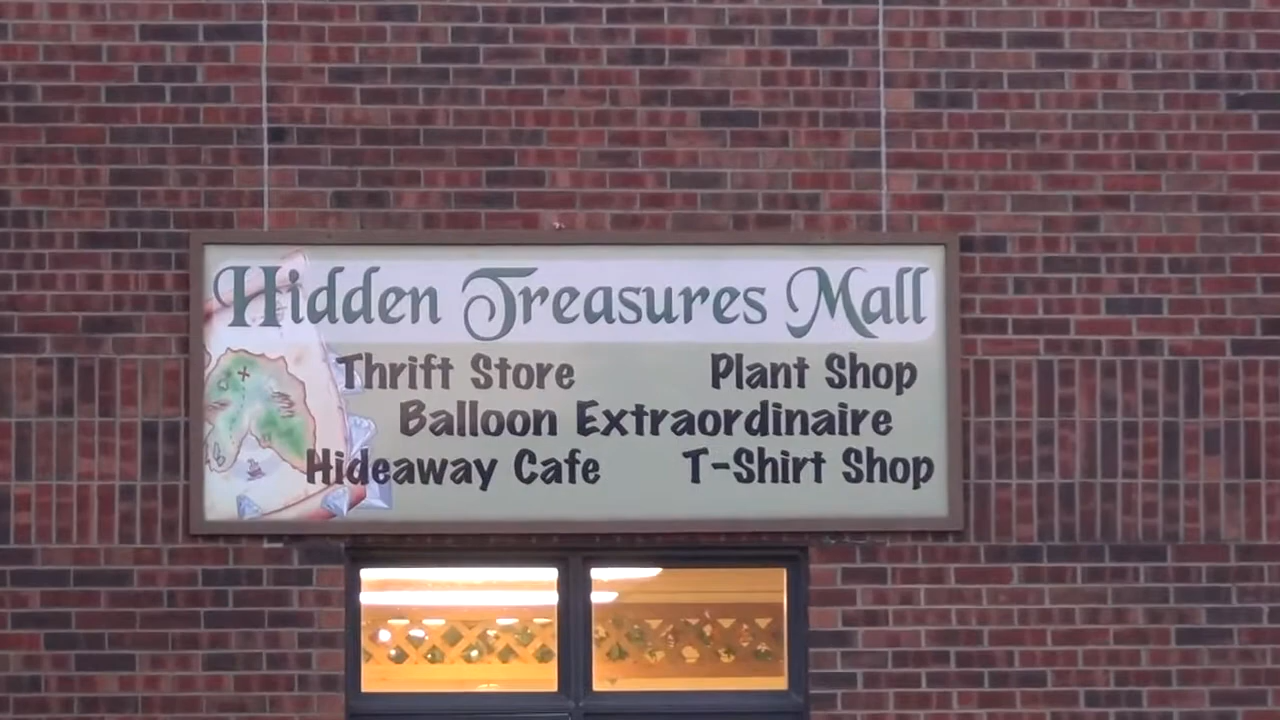 Hidden Treasures Mall
Thrift Store Plant Shop
Balloon Extraordinaire
Hideaway Cafe T-Shirt Shop